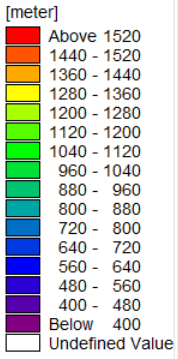 [meter]
Above 1520
1440 - 1520
1360 - 1440
1280 - 1360
1200 - 1280
1120 - 1200
1040 - 1120
960 - 1040
880 - 960
800 - 880
720 - 800
640 - 720
560 - 640
480 - 560
400 - 480
Below 400
Undefined Value